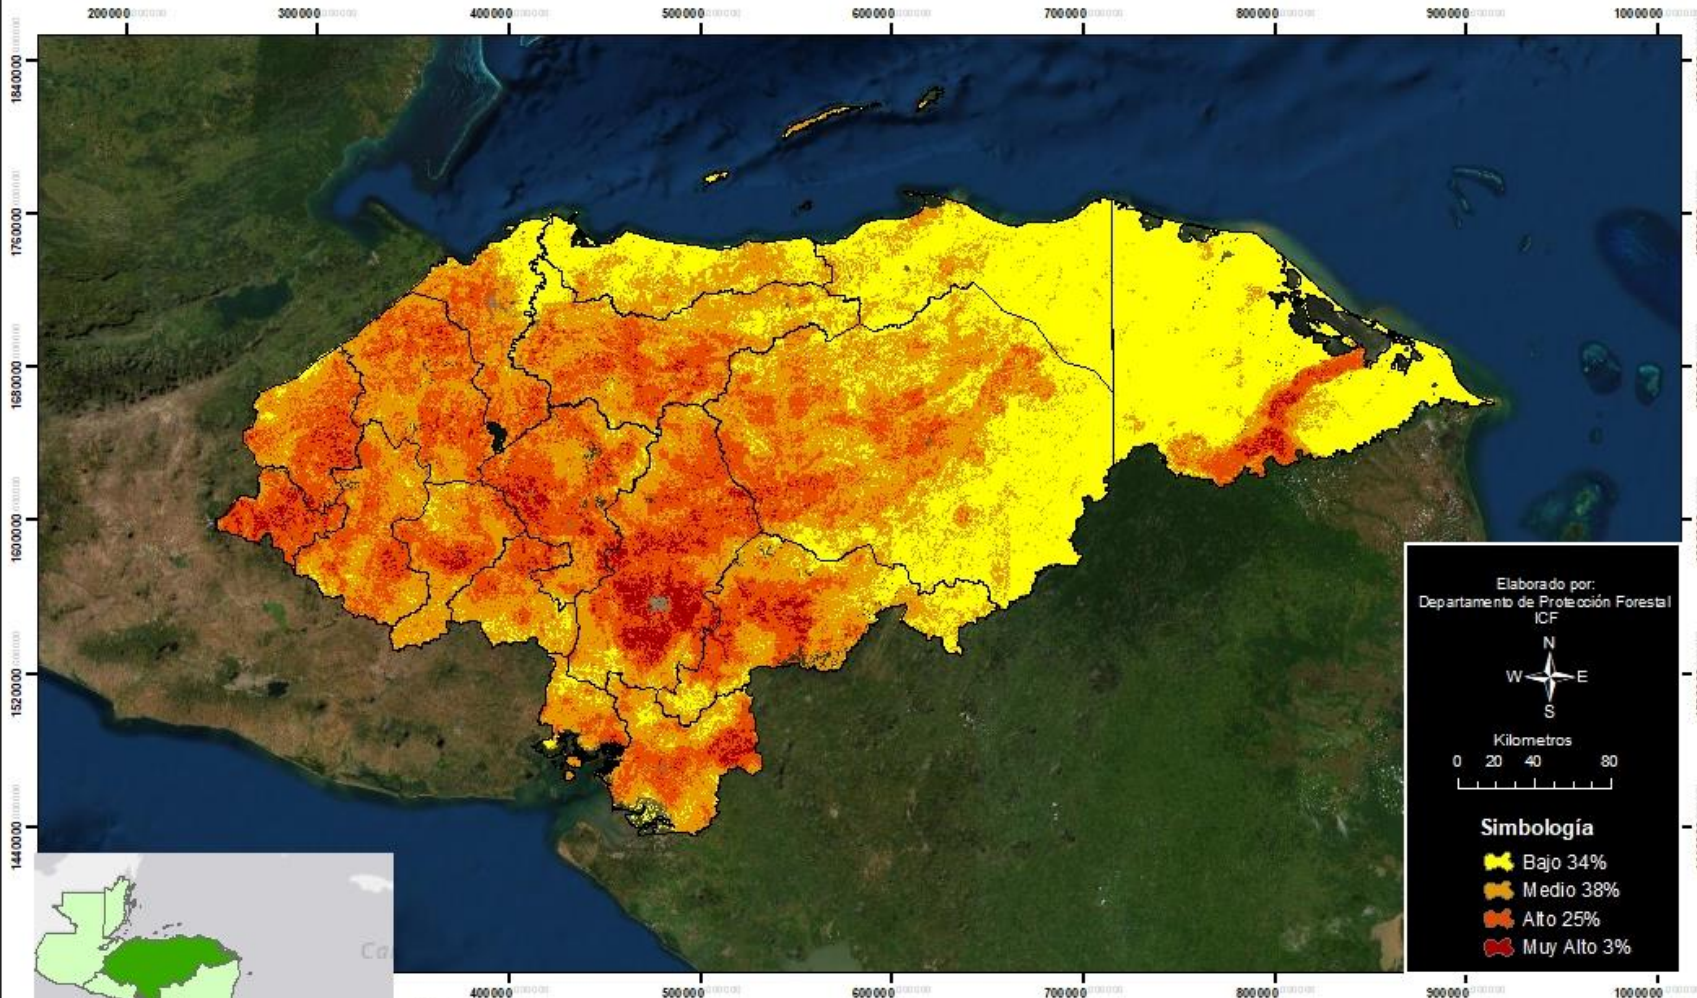 200000 300000 400000 500000 600000 700000 800000 900000 1000000
1840000
1760000
1680000
1600000
1520000
1440000
Elaborado por:
Departamento de Protección Forestal
ICF
N
W E
S
Kilometros
0 20 40 80
Simbología
Bajo 34%
Medio 38%
Alto 25%
Muy Alto 3%
Ca
400000 500000 600000 700000 800000 900000 1000000